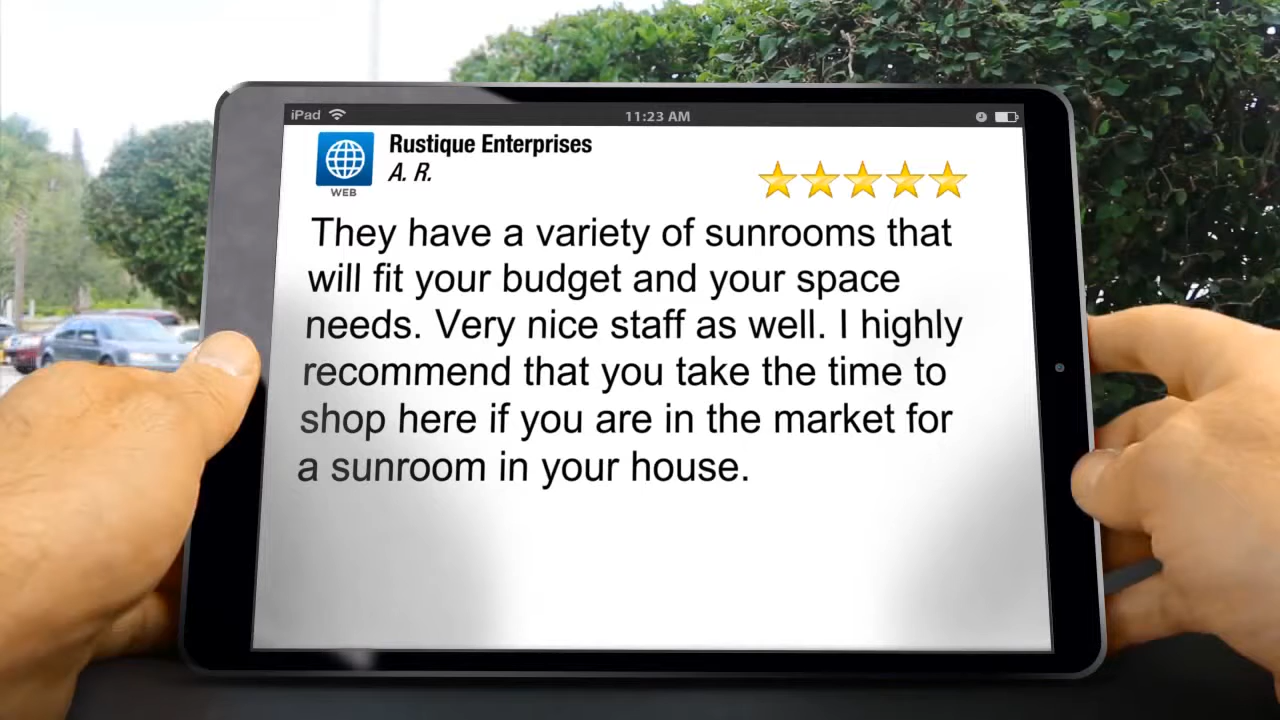 iPad
11:23 AM
Rustique Enterprises
A. R.
WEB
They have a variety of sunrooms that
will fit your budget and your space
needs. Very nice staff as well. I highly
recommend that you take the time to
shop here if you are in the market for
a sunroom in your house.